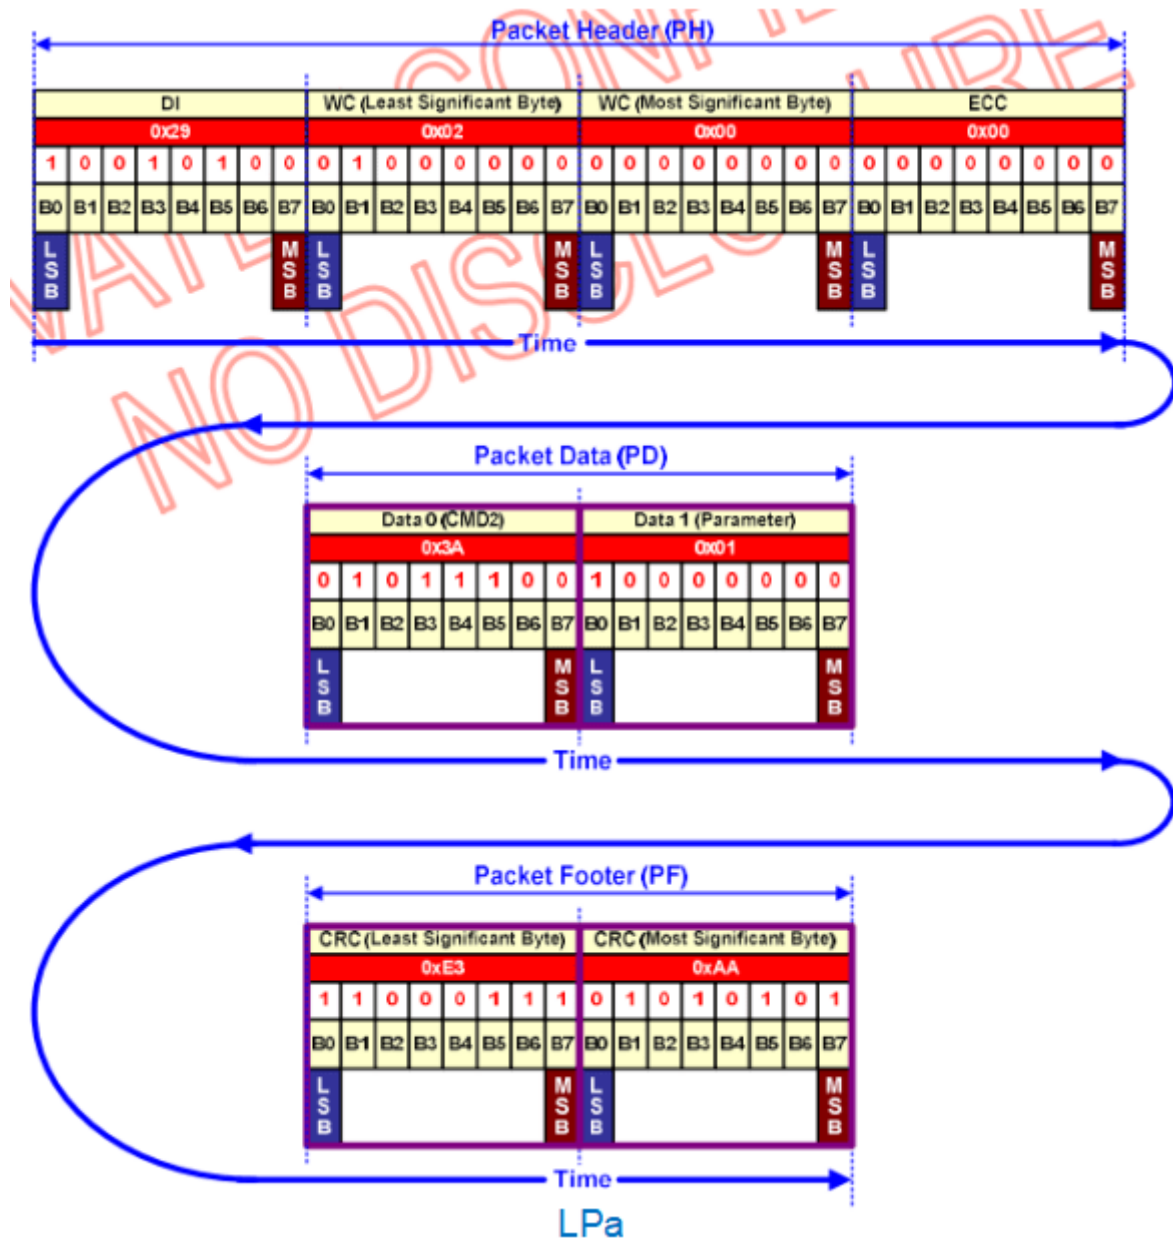 Packet Header (PH)
DI WC (Least Significant Byte) WC (Most Significant Byte) ECC
0x29 0x02 0x00 0x00
1 0 0 1 0 1 0 0 0 1 0 0 0 0 0 0 0 0 0 0 0 0 0 0 0 0 0 0 0 0 0 0
B0 B1 B2 B3 B4 B5 B6 B7 B0 B1 B2 B3 B4 B5 B6 B7 B0 B1 B2 B3 B4 B5 B6 B7 B0 B1 B2 B3 B4 B5 B6 B7
LSB MSB LSB MSB LSB MSB LSB MSB
NO DISCLOSURE
Time
Packet Data (PD)
Data 0 (CMD2) Data 1 (Parameter)
0x3A 0x01
0 1 0 1 1 1 0 0 1 0 0 0 0 0 0 0
B0 B1 B2 B3 B4 B5 B6 B7 B0 B1 B2 B3 B4 B5 B6 B7
LSB MSB LSB MSB
Time
Packet Footer (PF)
CRC (Least Significant Byte) CRC (Most Significant Byte)
0xE3 0xAA
1 1 0 0 0 1 1 1 0 1 0 1 0 1 0 1
B0 B1 B2 B3 B4 B5 B6 B7 B0 B1 B2 B3 B4 B5 B6 B7
LSB MSB LSB MSB
Time
LPa